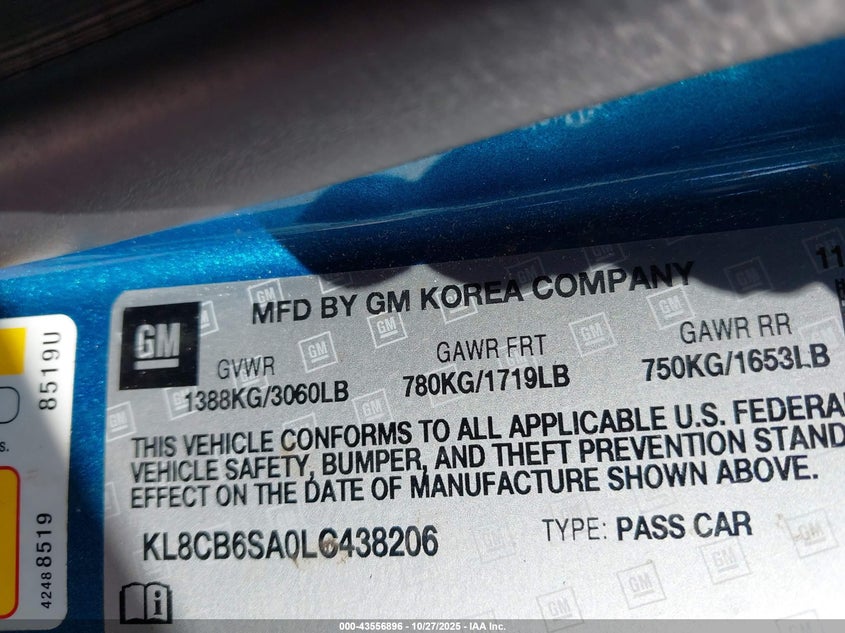 MFD BY GM KOREA COMPANY
11
GM
GVWR
1388KG/3060LB
GAWR FRT
780KG/1719LB
GAWR RR
750KG/1653LB
THIS VEHICLE CONFORMS TO ALL APPLICABLE U.S. FEDERA
VEHICLE SAFETY, BUMPER, AND THEFT PREVENTION STAND
EFFECT ON THE DATE OF MANUFACTURE SHOWN ABOVE.
KL8CB6SA0LC438206
TYPE: PASS CAR
8519U
s.
42488519
000-43556896 - 10/27/2025 - IAA Inc.